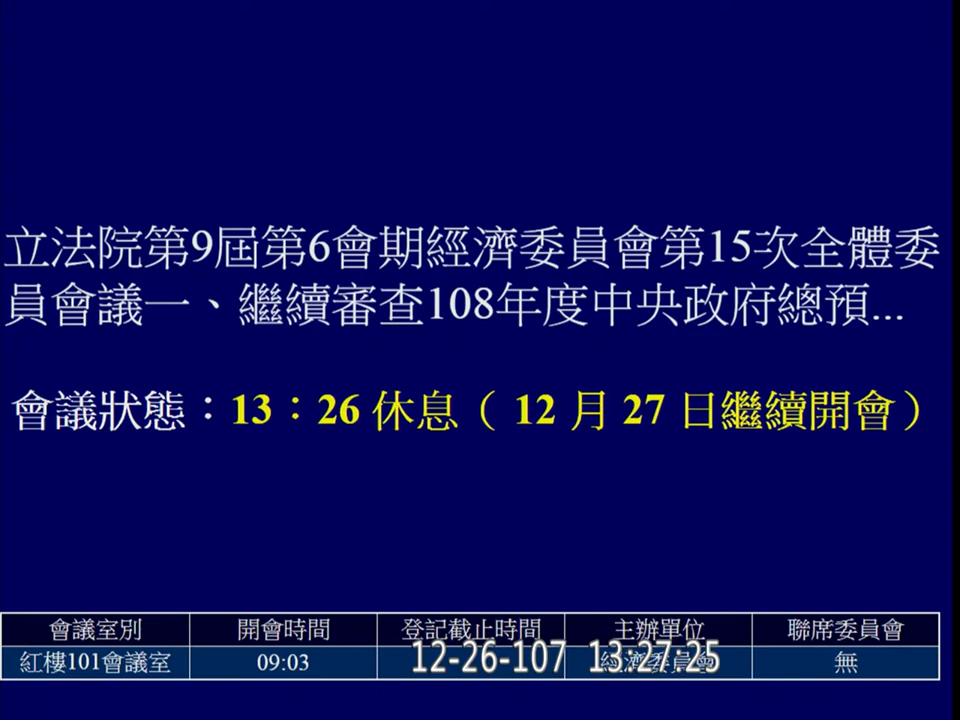 立法院第9屆第6會期經濟委員會第15次全體委
員會議一、繼續審查108年度中央政府總預...
會議狀態：13：26 休息（ 12 月 27 日繼續開會）
會議室別 開會時間 登記截止時間 主辦單位 聯席委員會
紅樓101會議室 09:03 經濟委員會 無
12-26-107 13:27:25